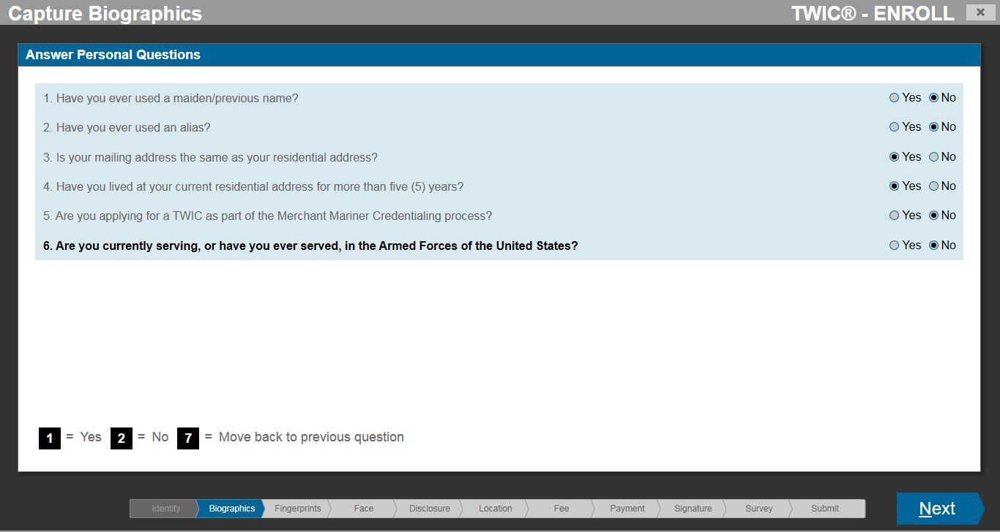 Capture Biographics TWIC® - ENROLL ×
Answer Personal Questions
1. Have you ever used a maiden/previous name? Yes No
2. Have you ever used an alias? Yes No
3. Is your mailing address the same as your residential address? Yes No
4. Have you lived at your current residential address for more than five (5) years? Yes No
5. Are you applying for a TWIC as part of the Merchant Mariner Credentialing process? Yes No
6. Are you currently serving, or have you ever served, in the Armed Forces of the United States? Yes No
1 = Yes 2 = No 7 = Move back to previous question
Identity Biographics Fingerprints Face Disclosure Location Fee Payment Signature Survey Submit
Next